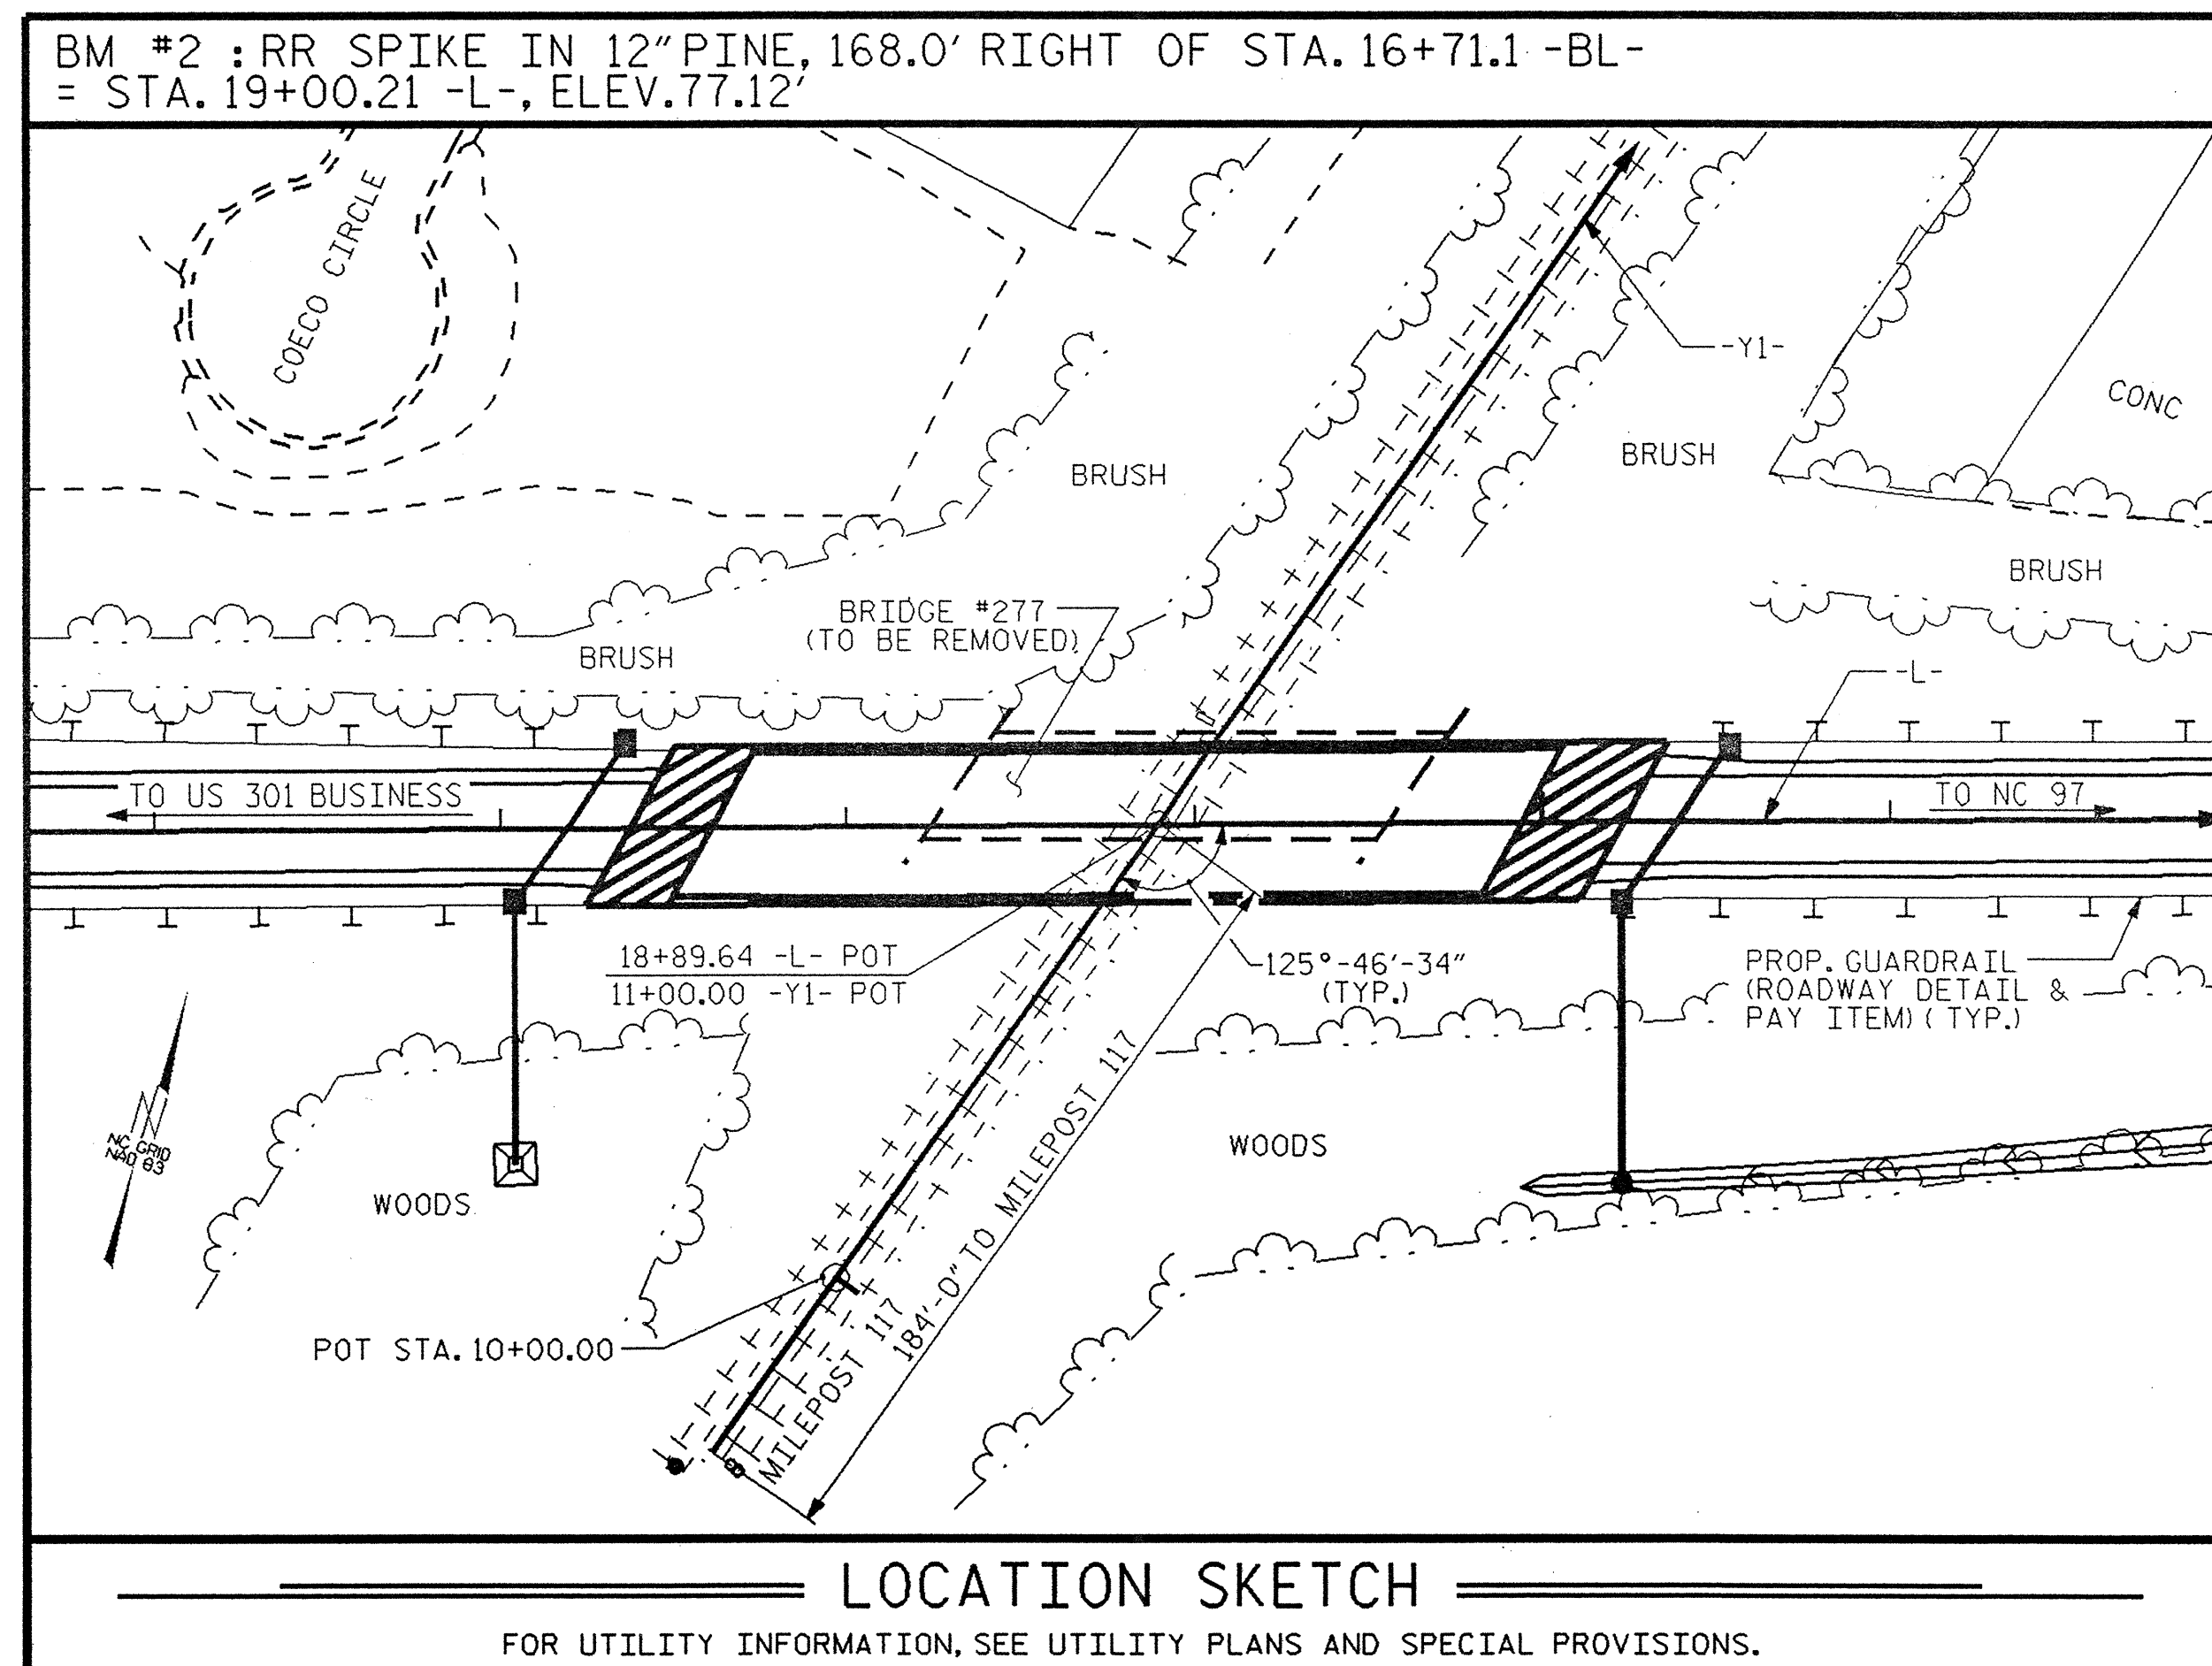 BM #2 : RR SPIKE IN 12" PINE, 168.0' RIGHT OF STA. 16+71.1 -BL-
= STA. 19+00.21 -L-, ELEV. 77.12'
COECO CIRCLE
-Y1-
CONC
BRUSH
BRUSH
BRUSH
BRIDGE #277
(TO BE REMOVED)
BRUSH
-L-
TO US 301 BUSINESS
TO NC 97
18+89.64 -L- POT
11+00.00 -Y1- POT
125°-46'-34"
(TYP.)
PROP. GUARDRAIL
(ROADWAY DETAIL &
PAY ITEM) (TYP.)
N
NC GRID
NAD 83
WOODS
WOODS
184'-0" TO MILEPOST 117
MILEPOST 117
POT STA. 10+00.00
LOCATION SKETCH
FOR UTILITY INFORMATION, SEE UTILITY PLANS AND SPECIAL PROVISIONS.